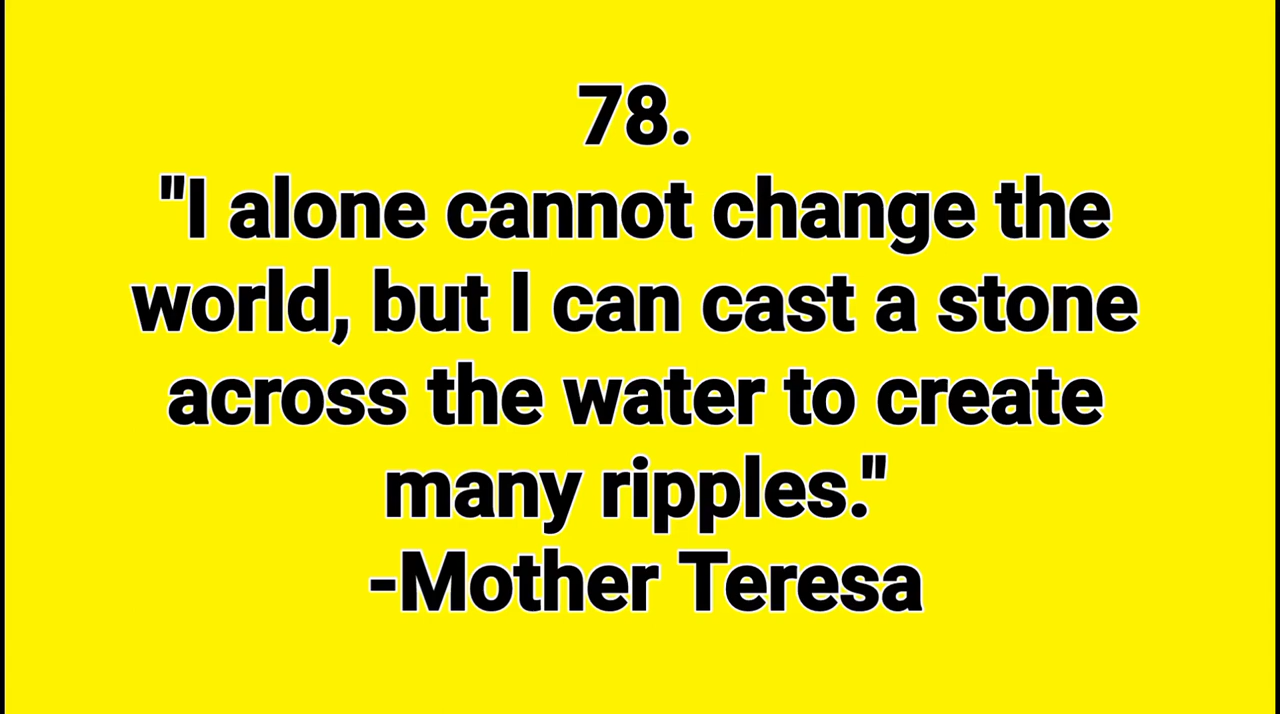 78.
"I alone cannot change the
world, but I can cast a stone
across the water to create
many ripples."
-Mother Teresa